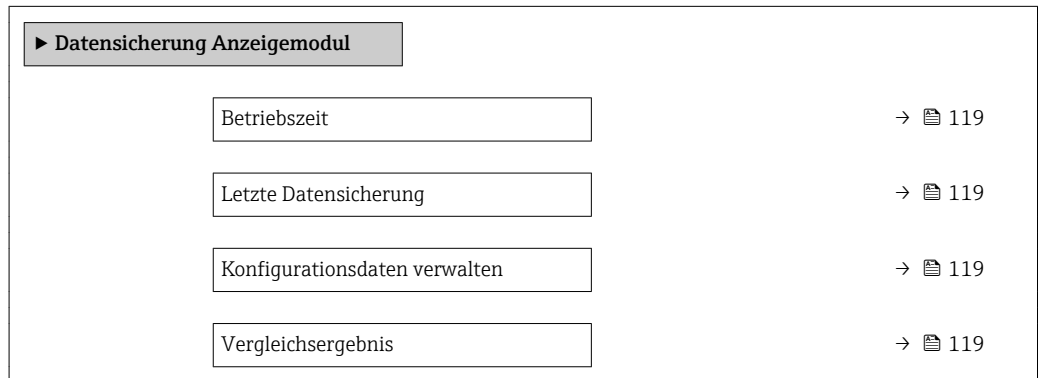 ▶ Datensicherung Anzeigemodul
Betriebszeit → 119
Letzte Datensicherung → 119
Konfigurationsdaten verwalten → 119
Vergleichsergebnis → 119